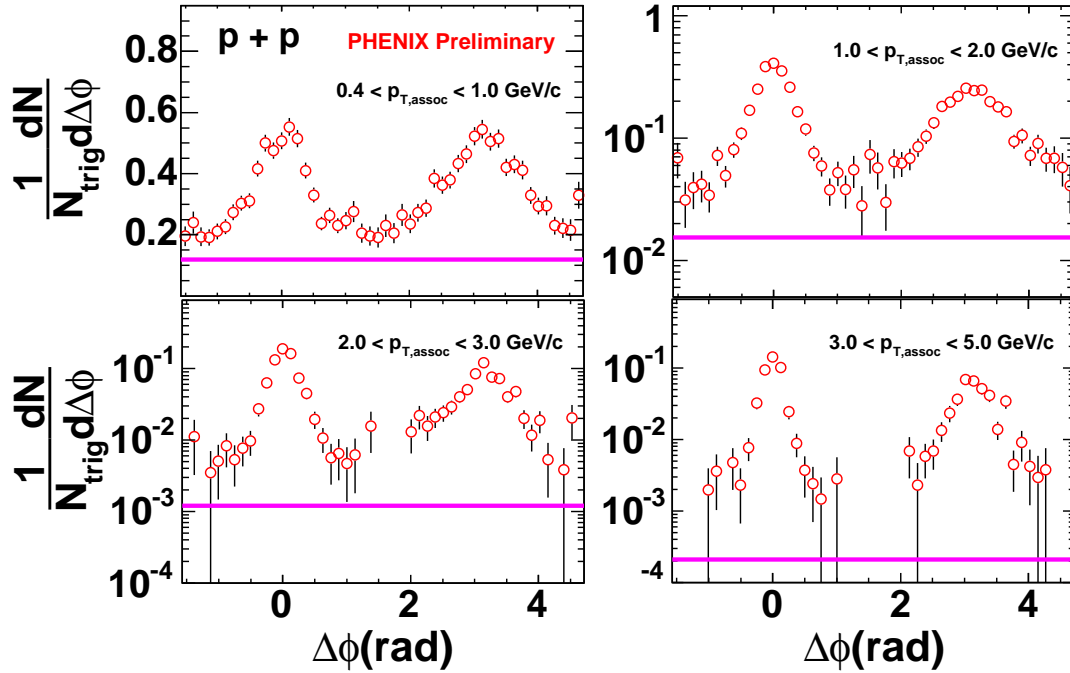 p + p
PHENIX Preliminary
0.4 < p_T,assoc < 1.0 GeV/c
0.8
0.6
0.4
0.2
1 dN
N_trig dΔϕ
1.0 < p_T,assoc < 2.0 GeV/c
1
10^-1
10^-2
2.0 < p_T,assoc < 3.0 GeV/c
10^-1
10^-2
10^-3
10^-4
1 dN
N_trig dΔϕ
0 2 4
Δϕ(rad)
3.0 < p_T,assoc < 5.0 GeV/c
10^-1
10^-2
10^-3
-4
0 2 4
Δϕ(rad)